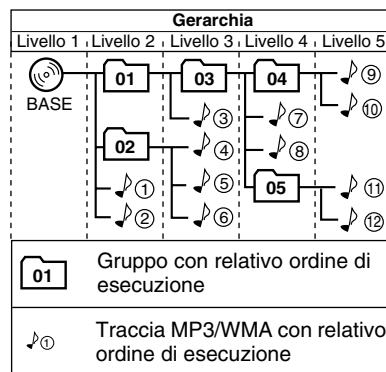 Gerarchia
Livello 1 Livello 2 Livello 3 Livello 4 Livello 5
01 03 04 ⑨
BASE ⑩
③ ⑦
02 ④ ⑧
① ⑤ 05 ⑪
② ⑥ ⑫
01 Gruppo con relativo ordine di
esecuzione
① Traccia MP3/WMA con relativo
ordine di esecuzione